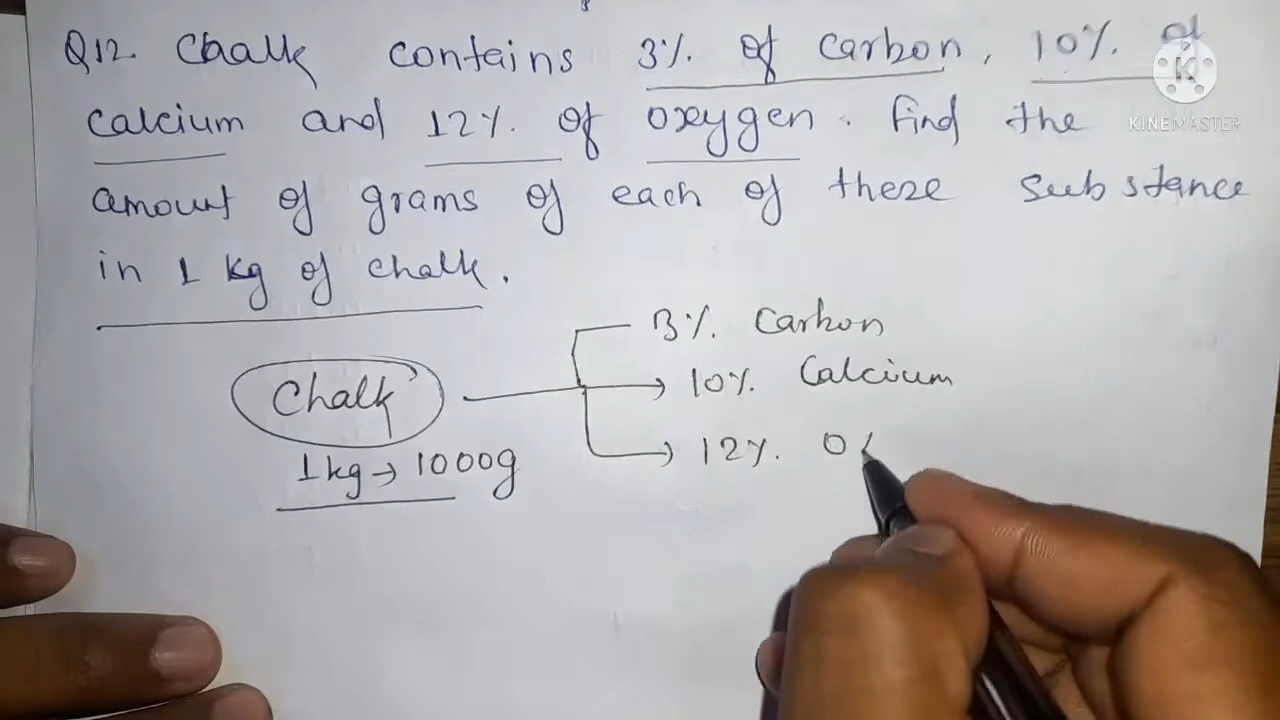 Q12. Chalk contains 3% of carbon, 10% of
calcium and 12% of oxygen. Find the
amount of grams of each of these substance
in 1 kg of chalk.
3% Carbon
Chalk
10% Calcium
1kg → 1000g
12% Ox
KINEMASTER